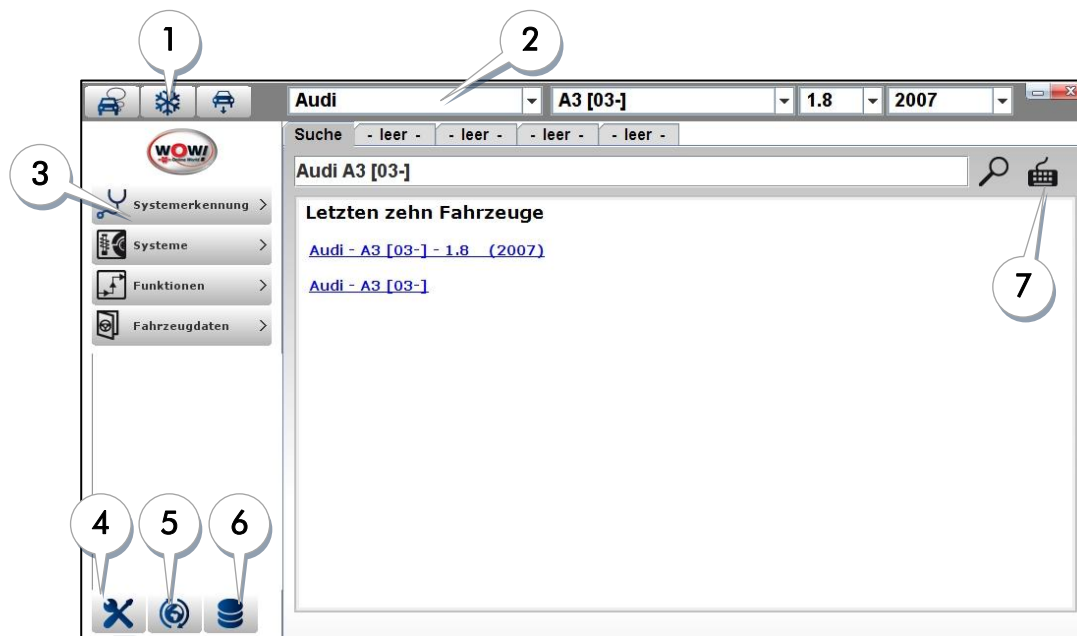 1
2
Audi
A3 [03-]
1.8
2007
X
Suche
- leer -
- leer -
- leer -
- leer -
WOW!
3
Audi A3 [03-]
Systemerkennung >
Letzten zehn Fahrzeuge
Systeme >
Audi - A3 [03-] - 1.8 (2007)
Funktionen >
Audi - A3 [03-]
7
Fahrzeugdaten >
4
5
6